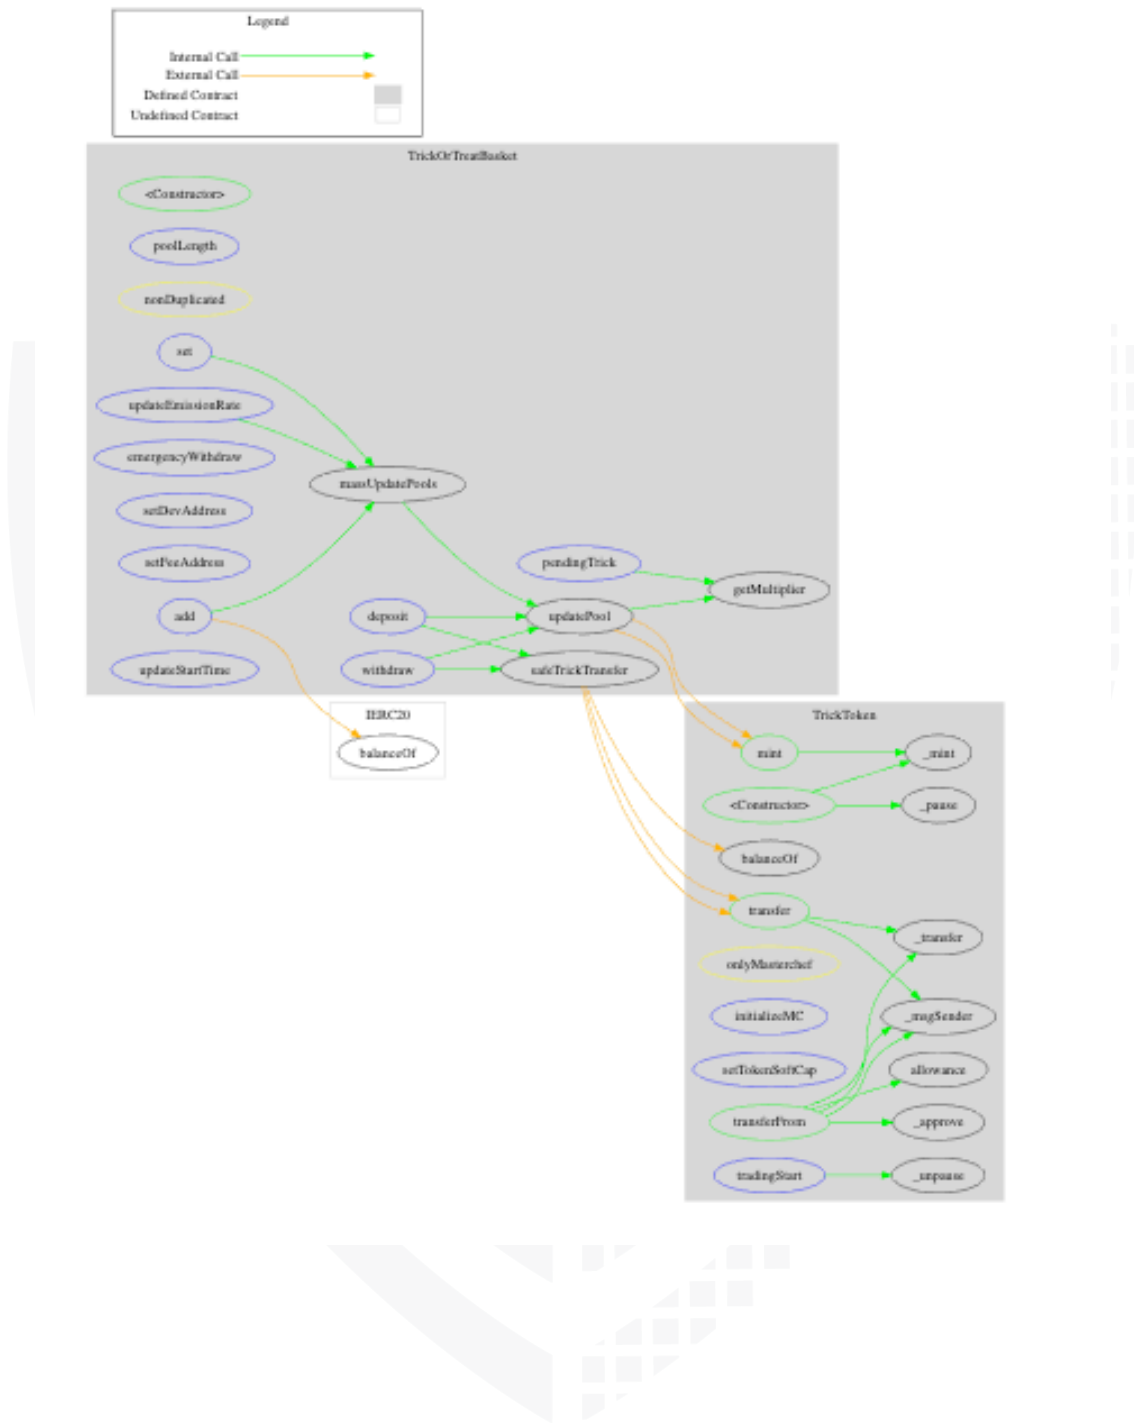 Legend
Internal Call
External Call
Defined Contract
Undefined Contract
TrickOrTreatBasket
<Constructor>
poolLength
nonDuplicated
set
updateEmissionRate
emergencyWithdraw
massUpdatePools
setDevAddress
setFeeAddress
pendingTrick
getMultiplier
add
deposit
updatePool
updateStartTime
withdraw
safeTrickTransfer
IERC20
balanceOf
TrickToken
mint
_mint
<Constructor>
_pause
balanceOf
transfer
_transfer
onlyMasterchef
initializeMC
_msgSender
setTokenSoftCap
allowance
transferFrom
_approve
tradingStart
_unpause